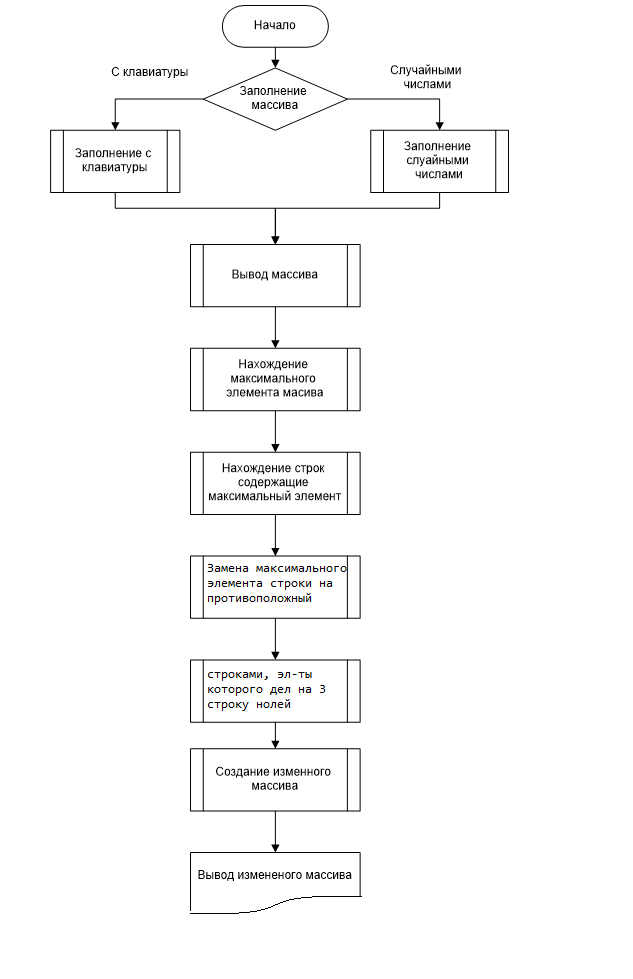 Начало
С клавиатуры
Случайными
числами
Заполнение
массива
Заполнение с
клавиатуры
Заполнение
слуайными
числами
Вывод массива
Нахождение
максимального
элемента масива
Нахождение строк
содержащие
максимальный элемент
Замена максимального
элемента строки на
противоположный
строками, эл-ты
которого дел на 3
строку нолей
Создание изменного
массива
Вывод измененого массива